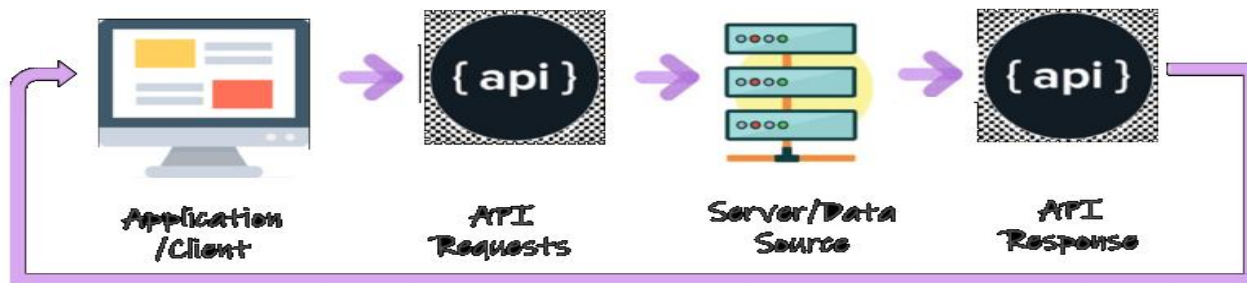 { api }
{ api }
Application
/Client
API
Requests
Server/Data
Source
API
Response